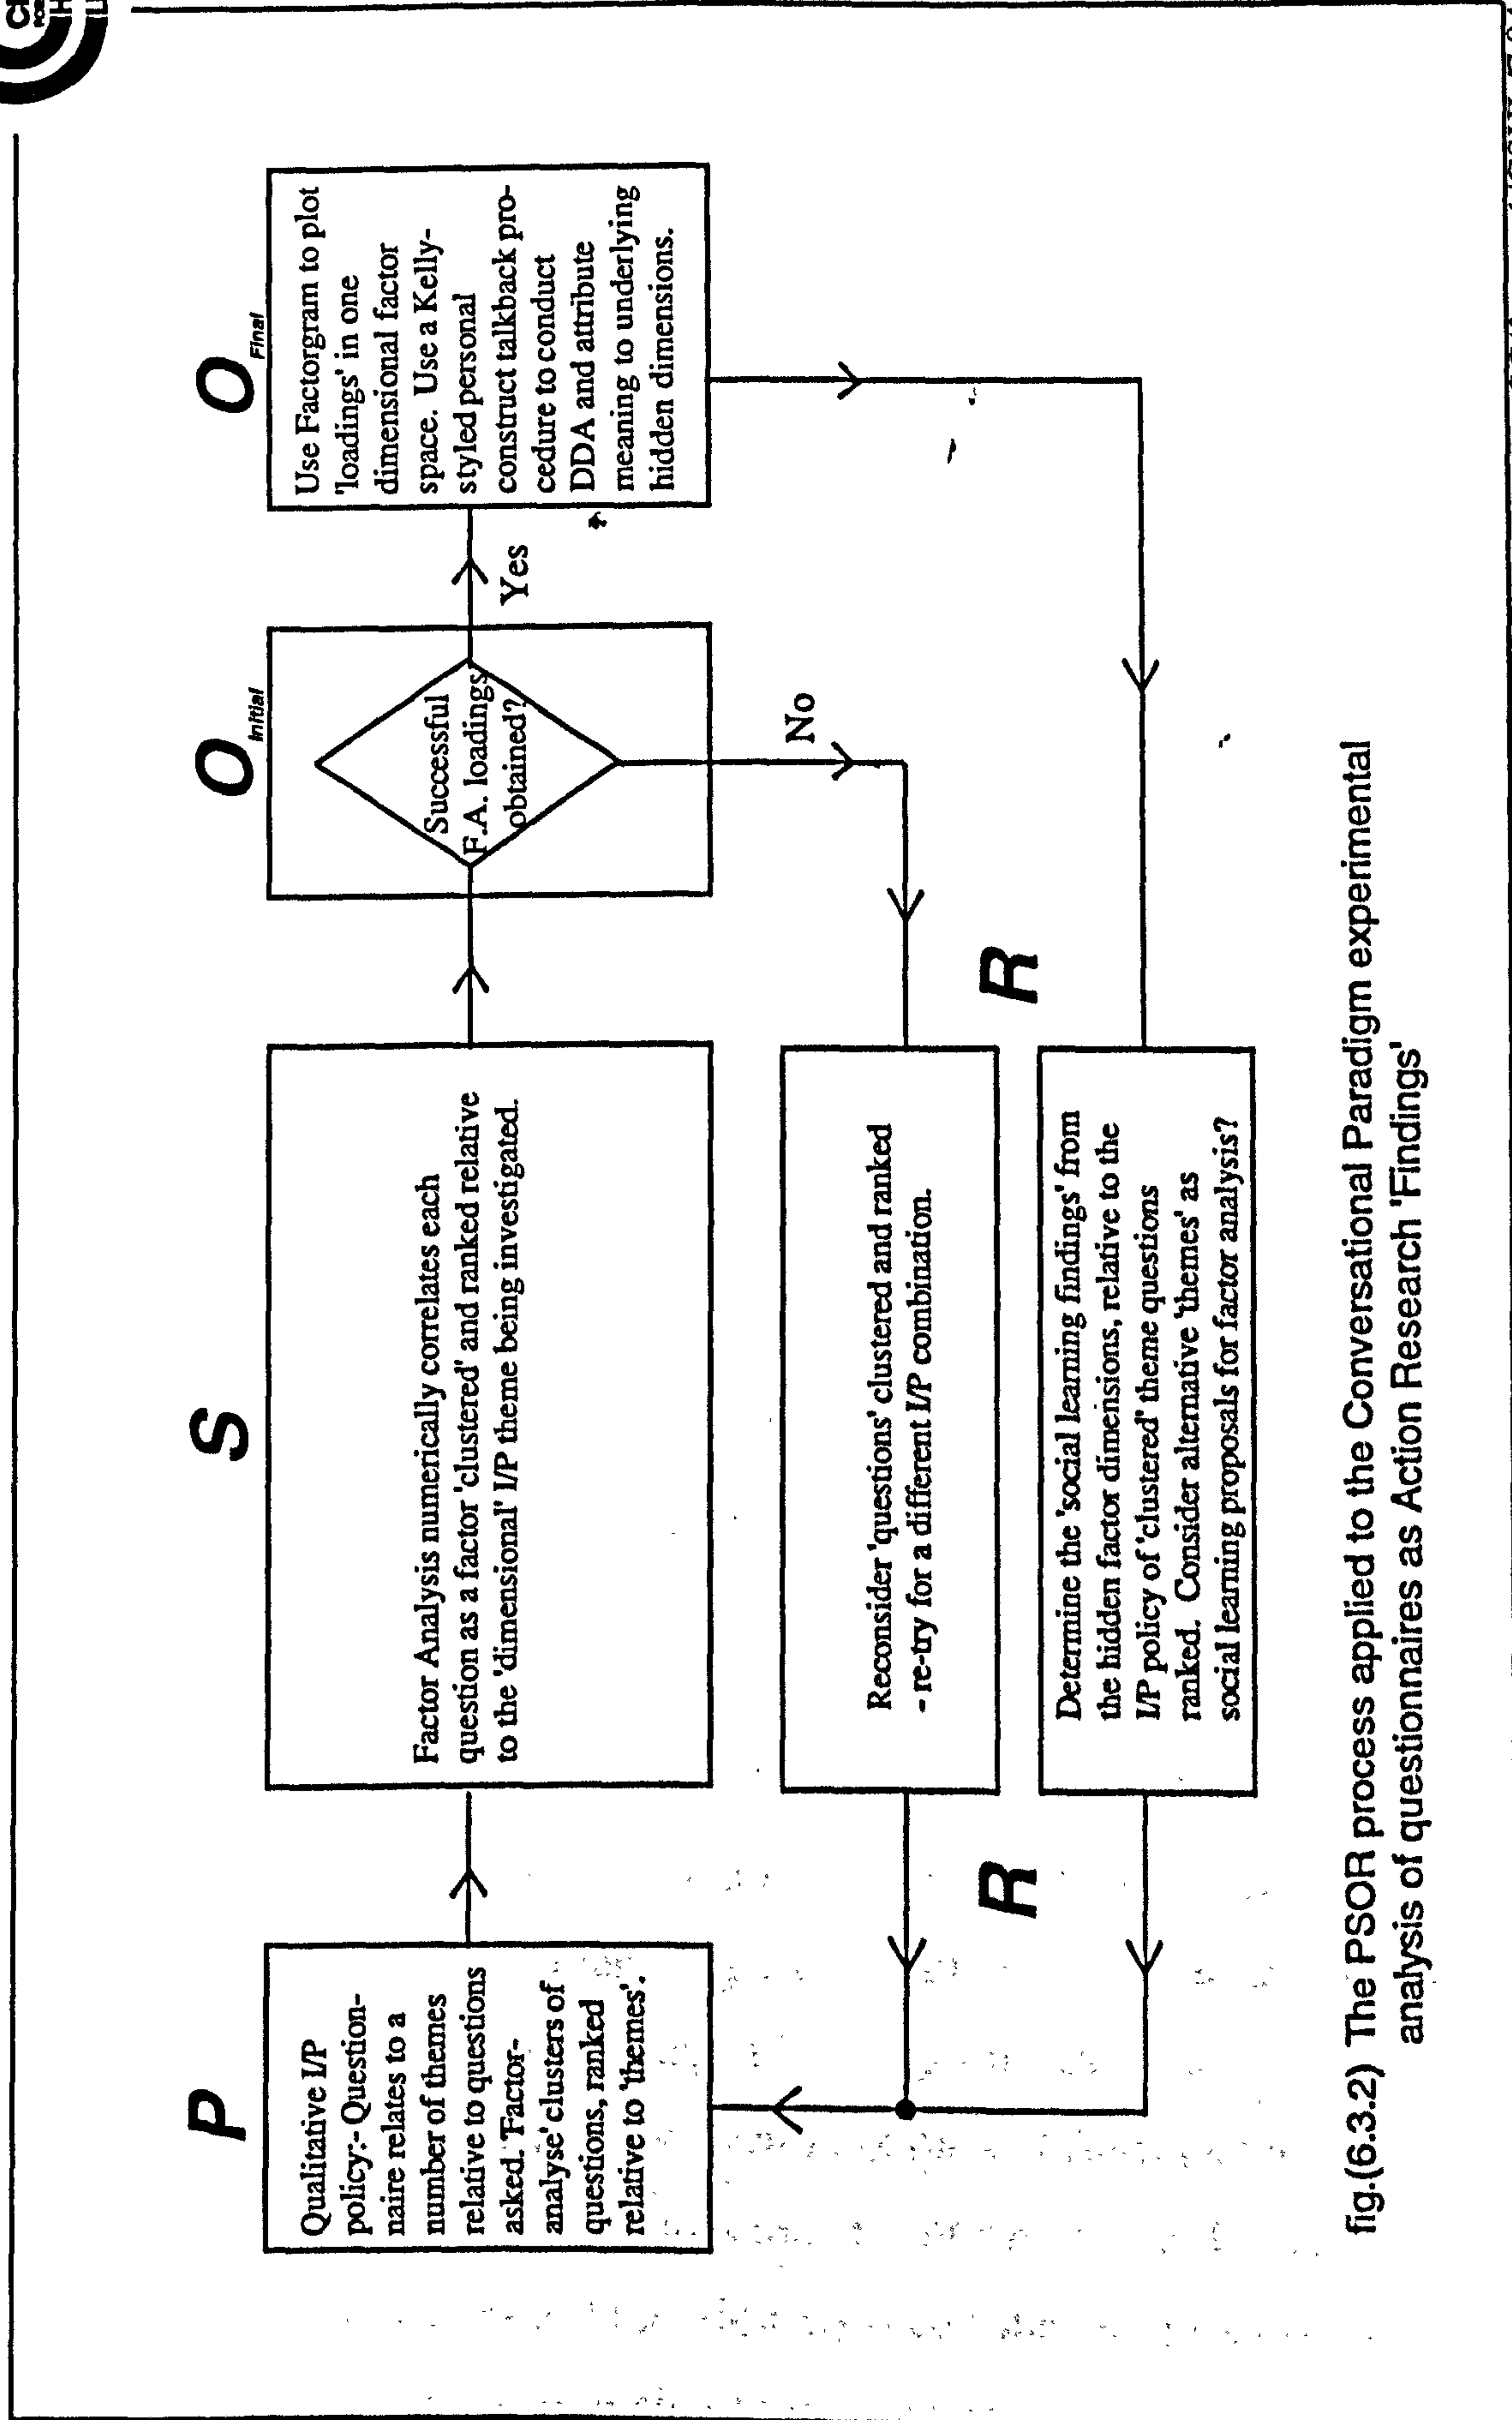 P
Qualitative I/P
policy:- Question-
naire relates to a
number of themes
relative to questions
asked. 'Factor-
analyse' clusters of
questions, ranked
relative to 'themes'.
S
Factor Analysis numerically correlates each
question as a factor 'clustered' and ranked relative
to the 'dimensional' I/P theme being investigated.
O Initial
Successful
F.A. loadings
obtained?
Yes
No
O Final
Use Factorgram to plot
'loadings' in one
dimensional factor
space. Use a Kelly-
styled personal
construct talkback pro-
cedure to conduct
DDA and attribute
meaning to underlying
hidden dimensions.
R
R
Reconsider 'questions' clustered and ranked
- re-try for a different I/P combination.
Determine the 'social learning findings' from
the hidden factor dimensions, relative to the
I/P policy of 'clustered' theme questions
ranked. Consider alternative 'themes' as
social learning proposals for factor analysis?
fig.(6.3.2) The PSOR process applied to the Conversational Paradigm experimental
analysis of questionnaires as Action Research 'Findings'